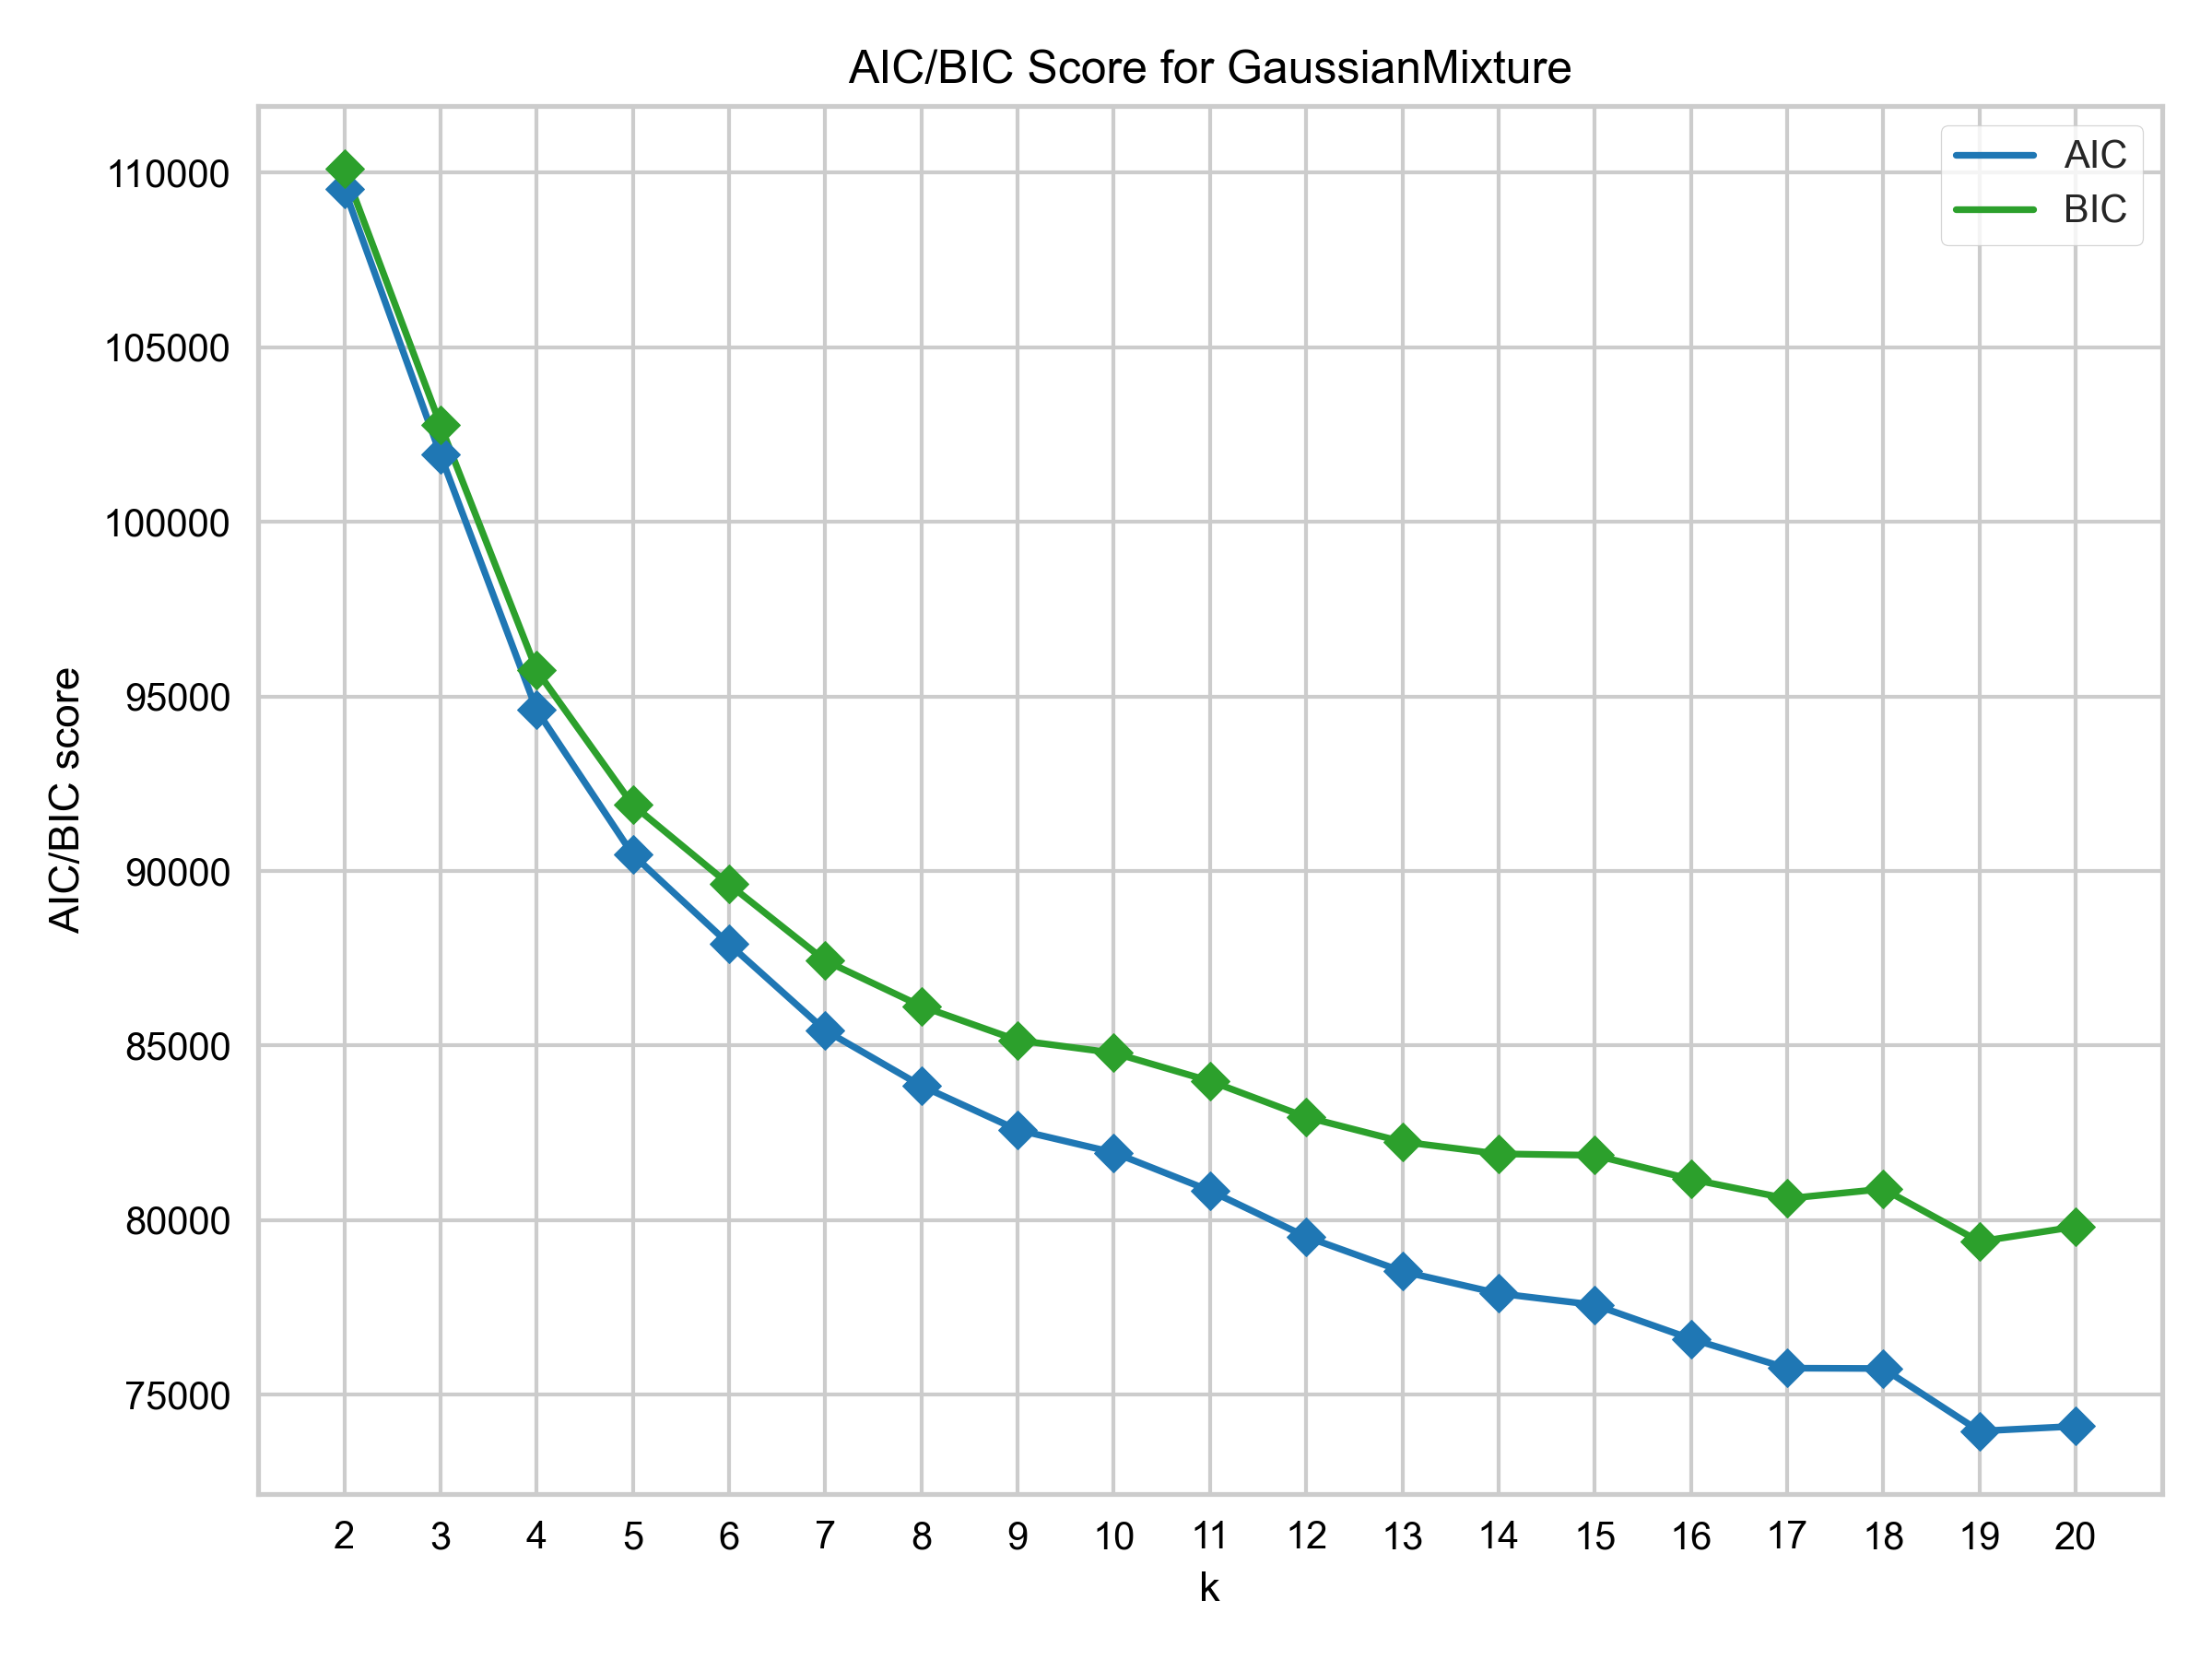 AIC/BIC Score for GaussianMixture
AIC
BIC
110000
105000
100000
95000
90000
85000
80000
75000
AIC/BIC score
2 3 4 5 6 7 8 9 10 11 12 13 14 15 16 17 18 19 20
k